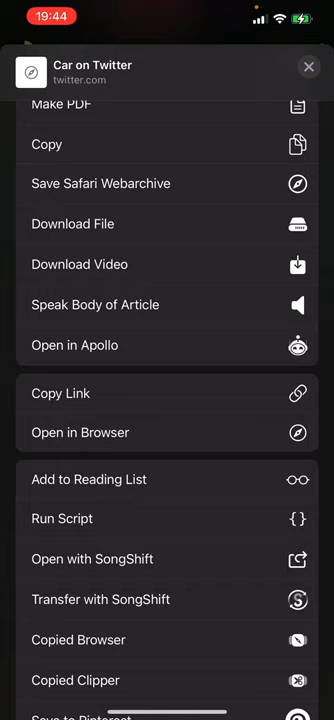 19:44
Car on Twitter
twitter.com
Make PDF
Copy
Save Safari Webarchive
Download File
Download Video
Speak Body of Article
Open in Apollo
Copy Link
Open in Browser
Add to Reading List
Run Script
Open with SongShift
Transfer with SongShift
Copied Browser
Copied Clipper
Save to Pinterest